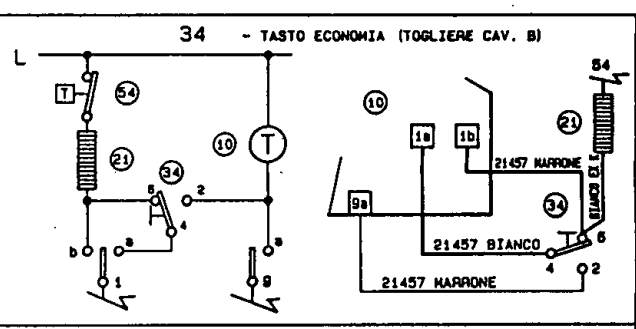 34 - TASTO ECONOMIA (TOGLIERE CAV. B)
L
T
54
21
10
T
34
6
2
4
b
a
1
a
9
10
1a
1b
9a
54
21
21457 MARRONE
BIANCO EX K
34
6
21457 BIANCO
4
2
21457 MARRONE